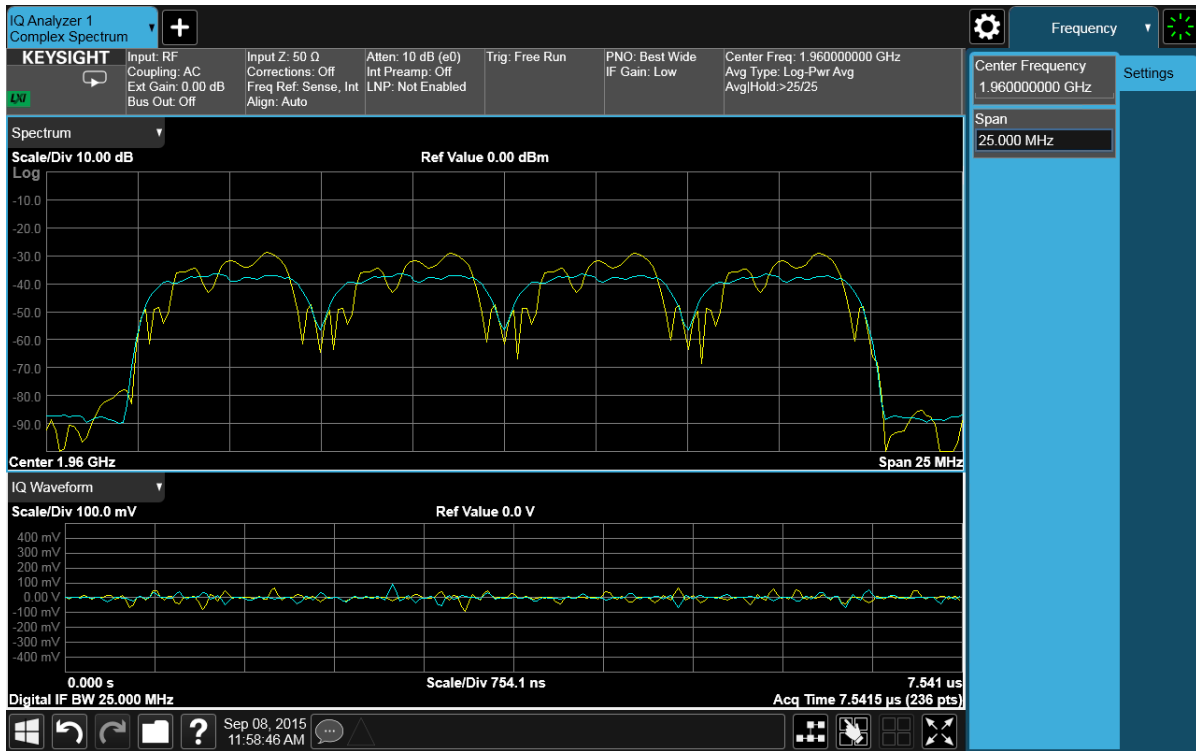 IQ Analyzer 1
Complex Spectrum
Frequency
KEYSIGHT
LXI
Input: RF
Coupling: AC
Ext Gain: 0.00 dB
Bus Out: Off
Input Z: 50 Ω
Corrections: Off
Freq Ref: Sense, Int
Align: Auto
Atten: 10 dB (e0)
Int Preamp: Off
LNP: Not Enabled
Trig: Free Run
PNO: Best Wide
IF Gain: Low
Center Freq: 1.960000000 GHz
Avg Type: Log-Pwr Avg
Avg|Hold:>25/25
Center Frequency
1.960000000 GHz
Settings
Span
25.000 MHz
Spectrum
Scale/Div 10.00 dB
Ref Value 0.00 dBm
Log
-10.0
-20.0
-30.0
-40.0
-50.0
-60.0
-70.0
-80.0
-90.0
Center 1.96 GHz
Span 25 MHz
IQ Waveform
Scale/Div 100.0 mV
Ref Value 0.0 V
400 mV
300 mV
200 mV
100 mV
0.00 V
-100 mV
-200 mV
-300 mV
-400 mV
0.000 s
Scale/Div 754.1 ns
7.541 us
Digital IF BW 25.000 MHz
Acq Time 7.5415 µs (236 pts)
?
Sep 08, 2015
11:58:46 AM